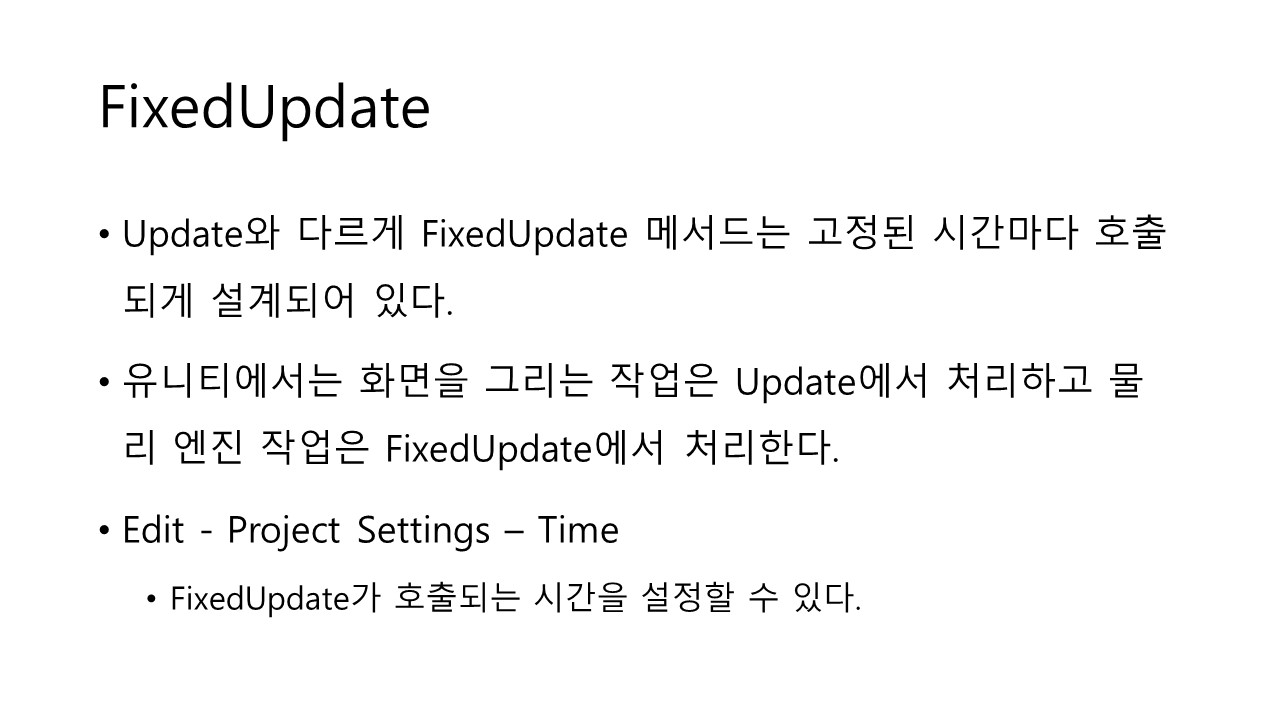 FixedUpdate
• Update와 다르게 FixedUpdate 메서드는 고정된 시간마다 호출
되게 설계되어 있다.
• 유니티에서는 화면을 그리는 작업은 Update에서 처리하고 물
리 엔진 작업은 FixedUpdate에서 처리한다.
• Edit - Project Settings – Time
• FixedUpdate가 호출되는 시간을 설정할 수 있다.